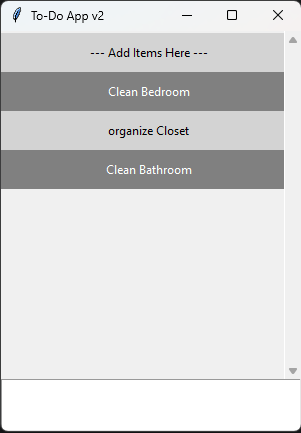 To-Do App v2
--- Add Items Here ---
Clean Bedroom
organize Closet
Clean Bathroom